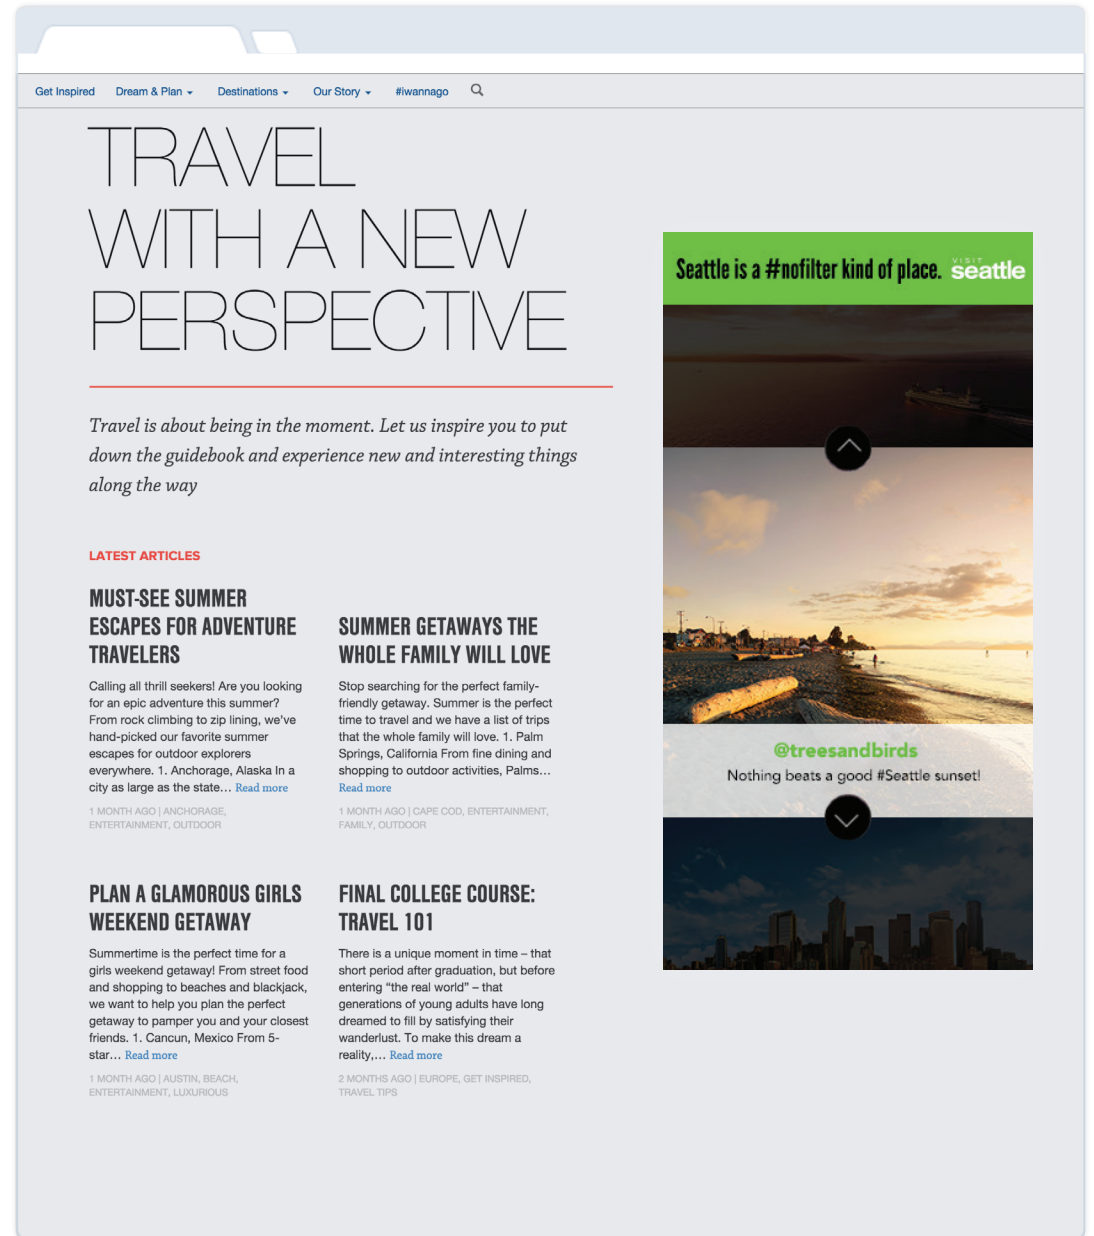 Get Inspired Dream & Plan Destinations Our Story #iwannago
TRAVEL
WITH A NEW
PERSPECTIVE
Travel is about being in the moment. Let us inspire you to put
down the guidebook and experience new and interesting things
along the way
LATEST ARTICLES
MUST-SEE SUMMER
ESCAPES FOR ADVENTURE
TRAVELERS
Calling all thrill seekers! Are you looking
for an epic adventure this summer?
From rock climbing to zip lining, we've
hand-picked our favorite summer
escapes for outdoor explorers
everywhere. 1. Anchorage, Alaska In a
city as large as the state… Read more
1 MONTH AGO | ANCHORAGE,
ENTERTAINMENT, OUTDOOR
SUMMER GETAWAYS THE
WHOLE FAMILY WILL LOVE
Stop searching for the perfect family-
friendly getaway. Summer is the perfect
time to travel and we have a list of trips
that the whole family will love. 1. Palm
Springs, California From fine dining and
shopping to outdoor activities, Palms…
Read more
1 MONTH AGO | CAPE COD, ENTERTAINMENT,
FAMILY, OUTDOOR
PLAN A GLAMOROUS GIRLS
WEEKEND GETAWAY
Summertime is the perfect time for a
girls weekend getaway! From street food
and shopping to beaches and blackjack,
we want to help you plan the perfect
getaway to pamper you and your closest
friends. 1. Cancun, Mexico From 5-
star… Read more
1 MONTH AGO | AUSTIN, BEACH,
ENTERTAINMENT, LUXURIOUS
FINAL COLLEGE COURSE:
TRAVEL 101
There is a unique moment in time – that
short period after graduation, but before
entering “the real world” – that
generations of young adults have long
dreamed to fill by satisfying their
wanderlust. To make this dream a
reality,… Read more
2 MONTHS AGO | EUROPE, GET INSPIRED,
TRAVEL TIPS
Seattle is a #nofilter kind of place.
VISIT
seattle
@treesandbirds
Nothing beats a good #Seattle sunset!